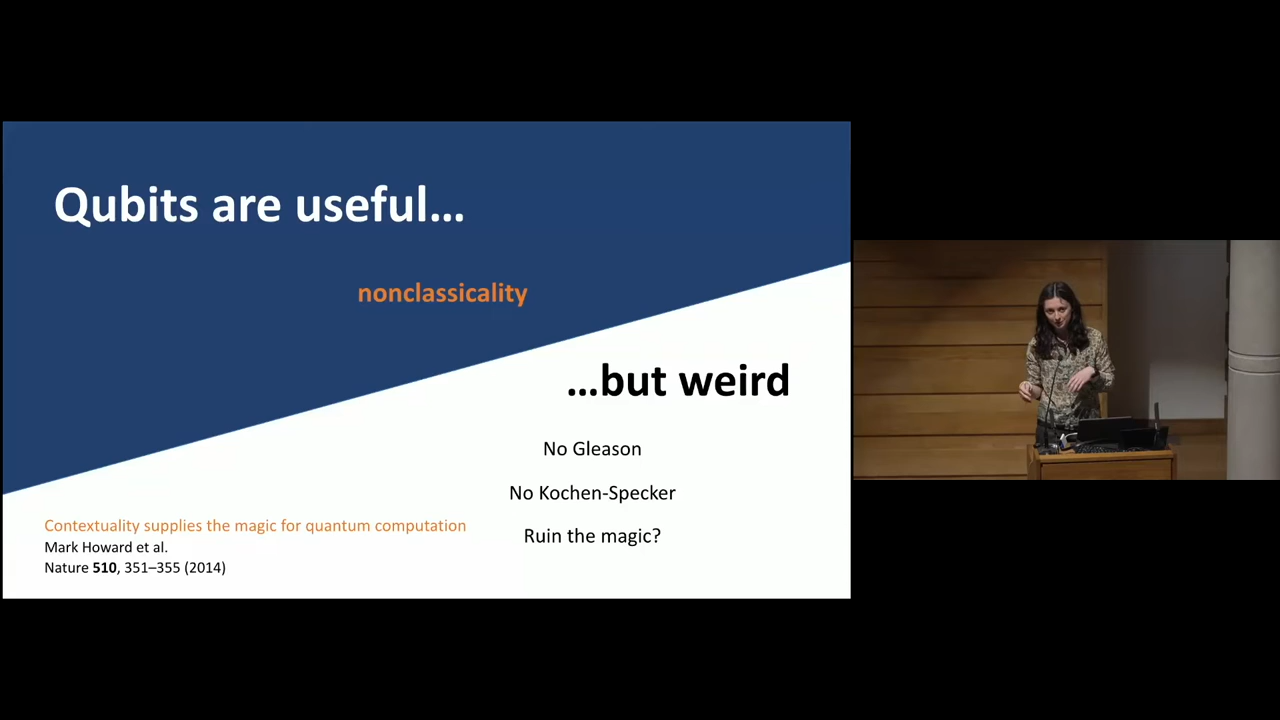 Qubits are useful…
nonclassicality
…but weird
No Gleason
No Kochen-Specker
Ruin the magic?
Contextuality supplies the magic for quantum computation
Mark Howard et al.
Nature 510, 351–355 (2014)